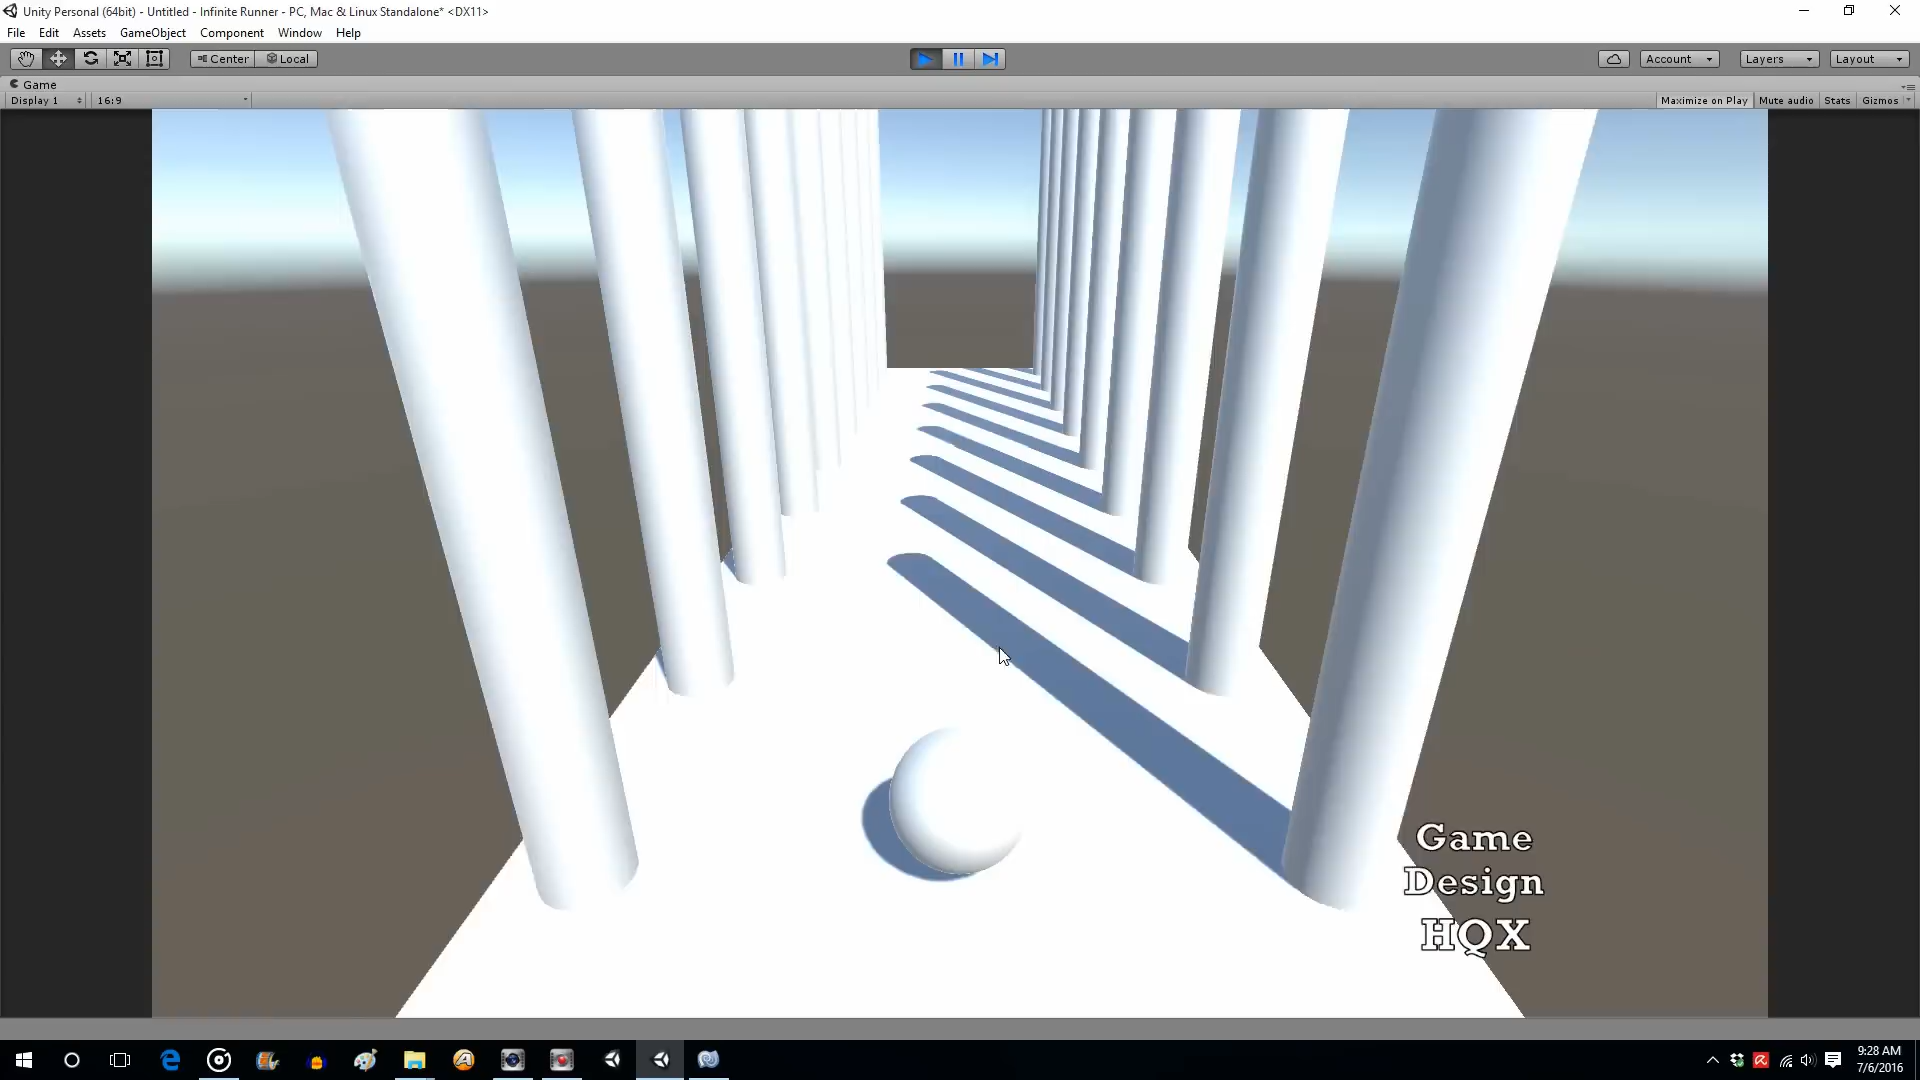 Unity Personal (64bit) - Untitled - Infinite Runner - PC, Mac & Linux Standalone* <DX11>
File Edit Assets GameObject Component Window Help
Center Local Account Layers Layout
Game
Display 1 16:9 Maximize on Play Mute audio Stats Gizmos
Game
Design
HQX
9:28 AM
7/6/2016